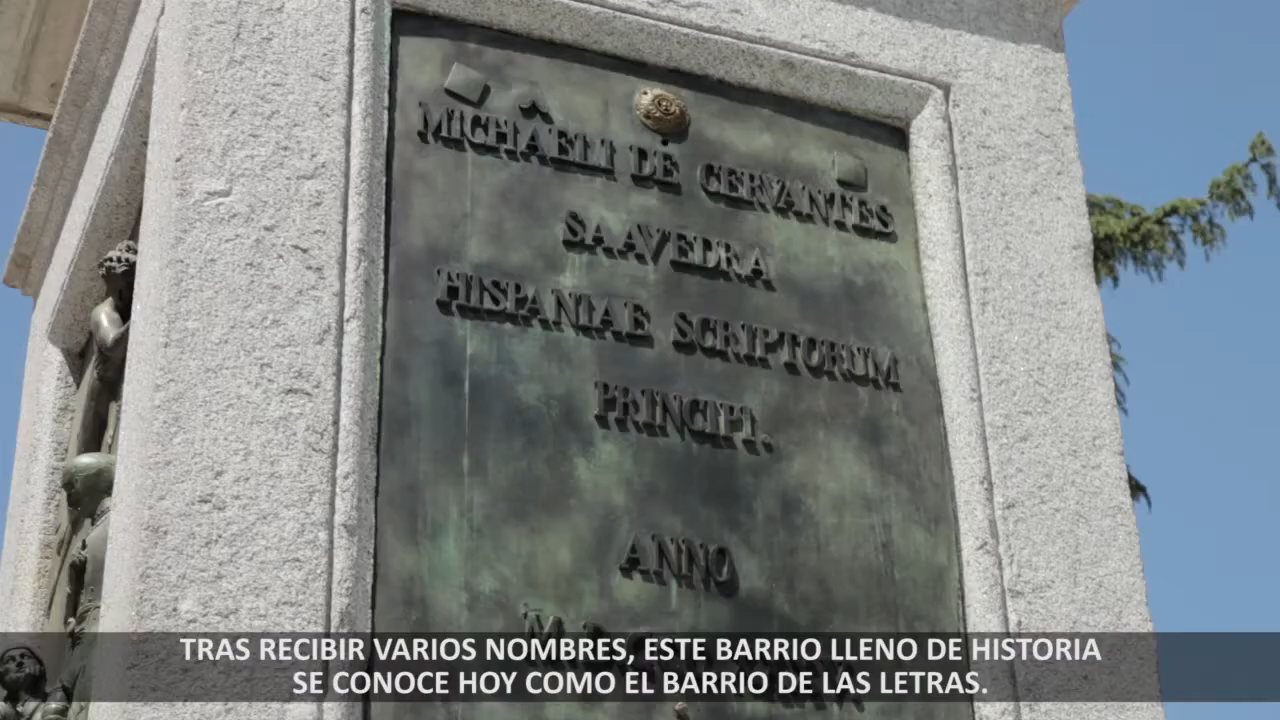 MICHAELI DE CERVANTES
SAAVEDRA
HISPANIAE SCRIPTORUM
PRINCIPI.
ANNO
TRAS RECIBIR VARIOS NOMBRES, ESTE BARRIO LLENO DE HISTORIA
SE CONOCE HOY COMO EL BARRIO DE LAS LETRAS.